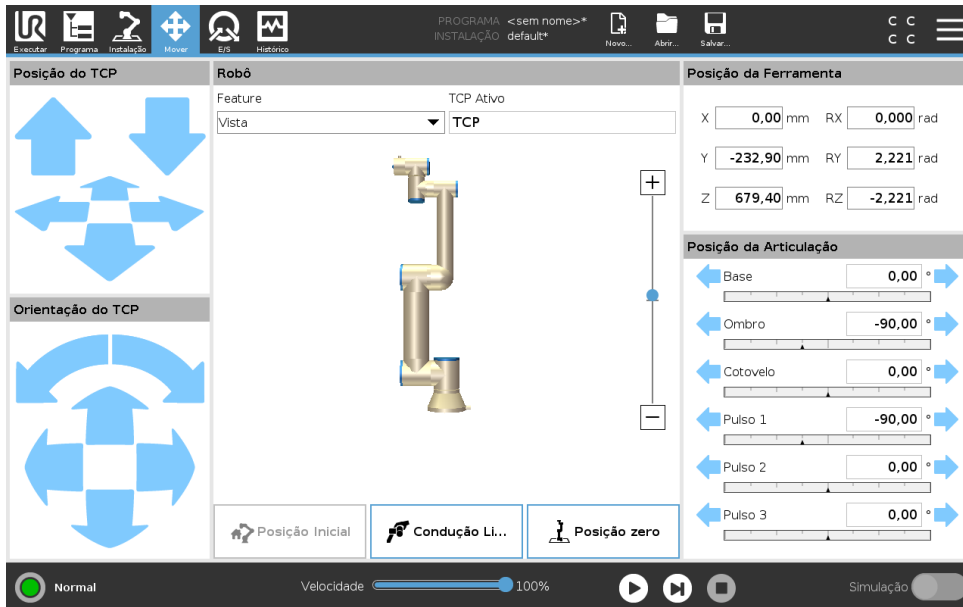 PROGRAMA <sem nome>*
INSTALAÇÃO default*
UR
Executar Programa Instalação Mover E/S Histórico Novo... Abrir... Salvar...
C C
C C
Posição do TCP
Robô
Posição da Ferramenta
Feature TCP Ativo
Vista TCP
X 0,00 mm RX 0,000 rad
Y -232,90 mm RY 2,221 rad
Z 679,40 mm RZ -2,221 rad
Posição da Articulação
Base 0,00 °
Orientação do TCP
Ombro -90,00 °
Cotovelo 0,00 °
Pulso 1 -90,00 °
Pulso 2 0,00 °
Pulso 3 0,00 °
Posição Inicial Condução Li... Posição zero
Normal Velocidade 100% Simulação